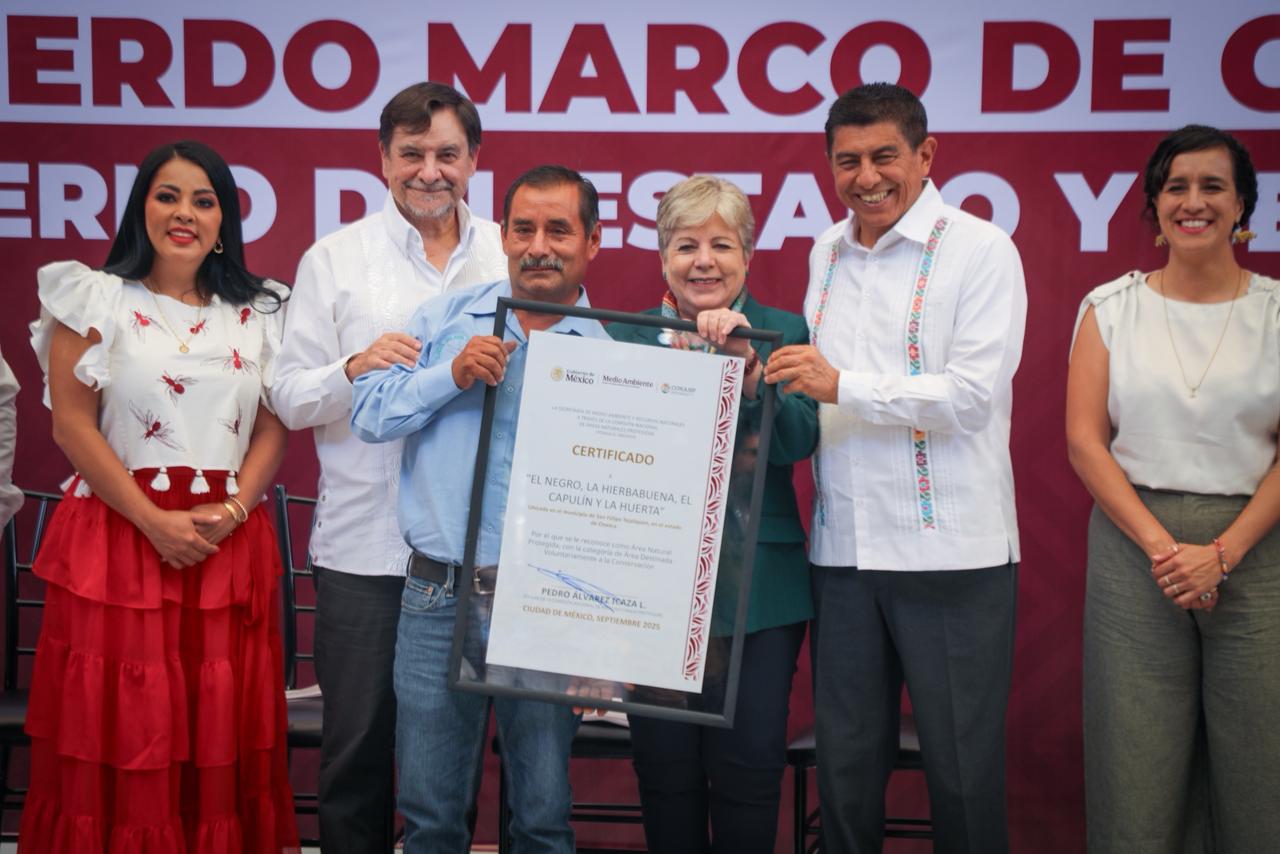 ERDO MARCO DE
ERNO DEL ESTADO Y
Gobierno de
México
Medio Ambiente
CONANP
LA SECRETARÍA DE MEDIO AMBIENTE Y RECURSOS NATURALES
A TRAVÉS DE LA COMISIÓN NACIONAL
DE ÁREAS NATURALES PROTEGIDAS
CERTIFICADO
A
"EL NEGRO, LA HIERBABUENA, EL
CAPULÍN Y LA HUERTA"
Ubicada en el municipio de San Felipe Tejalápam, en el estado
de Oaxaca
Por el que se le reconoce como Área Natural
Protegida, con la categoría de Área Destinada
Voluntariamente a la Conservación
PEDRO ÁLVAREZ ICAZA L.
CIUDAD DE MÉXICO, SEPTIEMBRE 2025